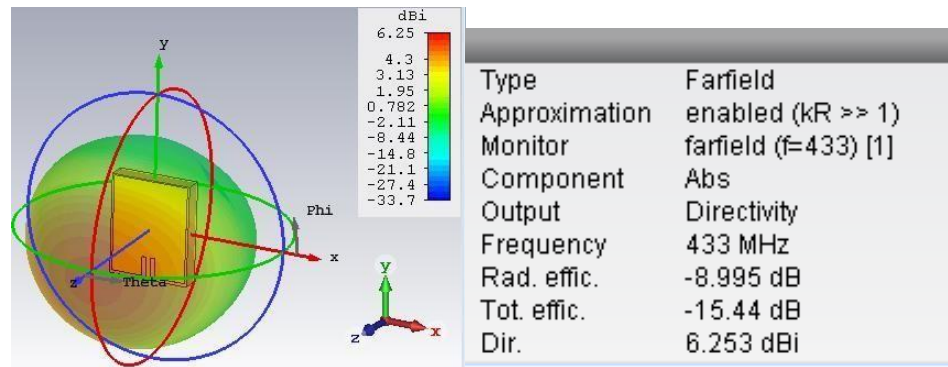 dBi
6.25
4.3
3.13
1.95
0.782
-2.11
-8.44
-14.8
-21.1
-27.4
-33.7
y
Phi
x
z
Theta
y
z
x
Type Farfield
Approximation enabled (kR >> 1)
Monitor farfield (f=433) [1]
Component Abs
Output Directivity
Frequency 433 MHz
Rad. effic. -8.995 dB
Tot. effic. -15.44 dB
Dir. 6.253 dBi